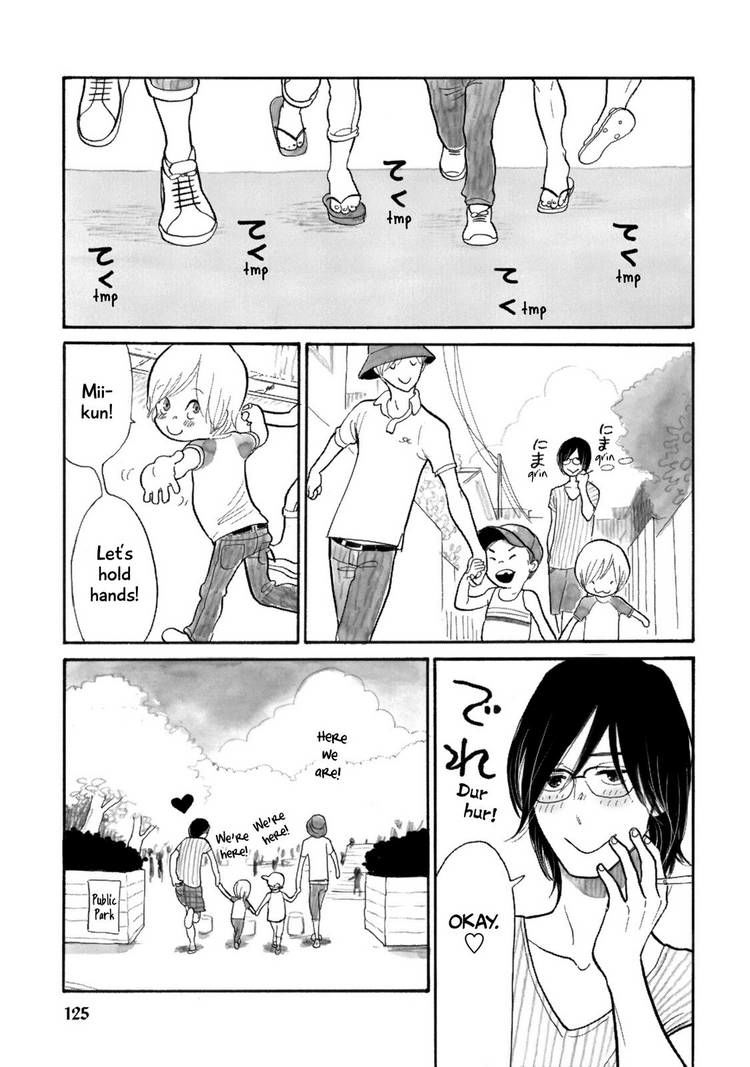 てく
tmp
てく
tmp
てく
tmp
てく
tmp
てく
tmp
にま
grin
にま
grin
Mii-
kun!
Let's
hold
hands!
でれ
Dur
hur!
OKAY.
♡
Here
we
are!
We're
here!
We're
here!
Public
Park
125